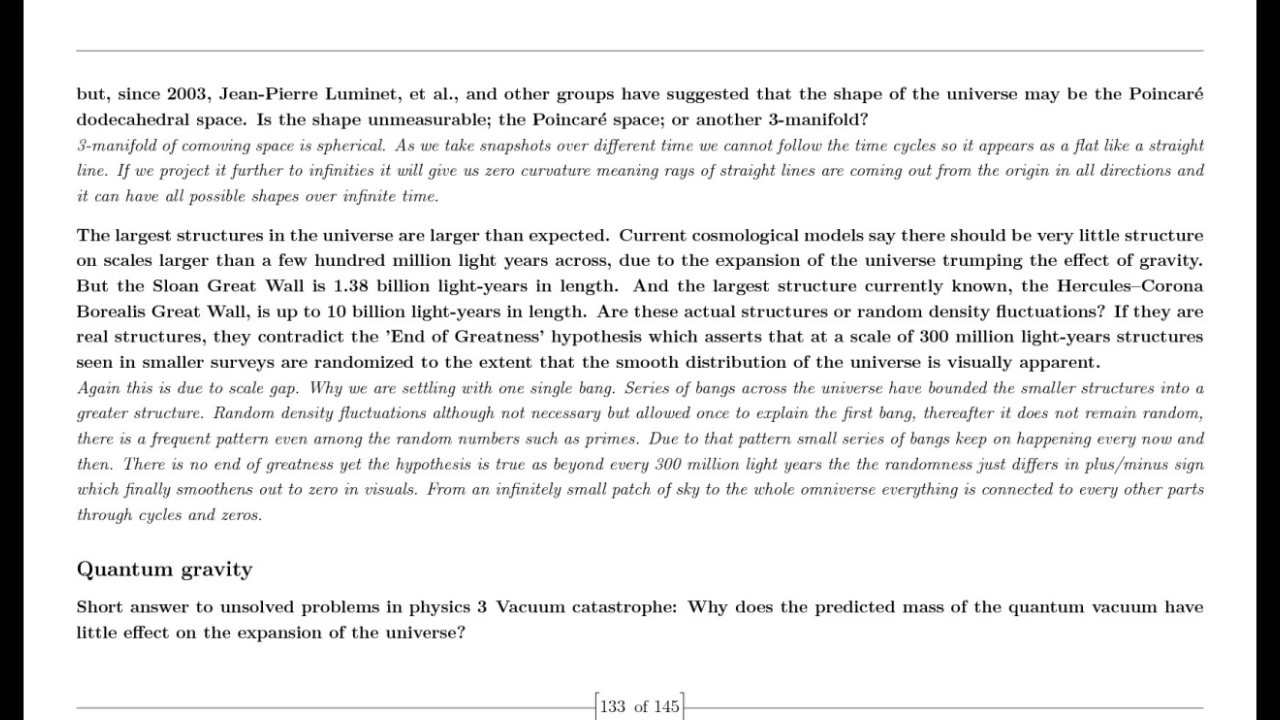 but, since 2003, Jean-Pierre Luminet, et al., and other groups have suggested that the shape of the universe may be the Poincaré
dodecahedral space. Is the shape unmeasurable; the Poincaré space; or another 3-manifold?
3-manifold of comoving space is spherical. As we take snapshots over different time we cannot follow the time cycles so it appears as a flat like a straight
line. If we project it further to infinities it will give us zero curvature meaning rays of straight lines are coming out from the origin in all directions and
it can have all possible shapes over infinite time.
The largest structures in the universe are larger than expected. Current cosmological models say there should be very little structure
on scales larger than a few hundred million light years across, due to the expansion of the universe trumping the effect of gravity.
But the Sloan Great Wall is 1.38 billion light-years in length. And the largest structure currently known, the Hercules–Corona
Borealis Great Wall, is up to 10 billion light-years in length. Are these actual structures or random density fluctuations? If they are
real structures, they contradict the 'End of Greatness' hypothesis which asserts that at a scale of 300 million light-years structures
seen in smaller surveys are randomized to the extent that the smooth distribution of the universe is visually apparent.
Again this is due to scale gap. Why we are settling with one single bang. Series of bangs across the universe have bounded the smaller structures into a
greater structure. Random density fluctuations although not necessary but allowed once to explain the first bang, thereafter it does not remain random,
there is a frequent pattern even among the random numbers such as primes. Due to that pattern small series of bangs keep on happening every now and
then. There is no end of greatness yet the hypothesis is true as beyond every 300 million light years the the randomness just differs in plus/minus sign
which finally smoothens out to zero in visuals. From an infinitely small patch of sky to the whole omniverse everything is connected to every other parts
through cycles and zeros.
Quantum gravity
Short answer to unsolved problems in physics 3 Vacuum catastrophe: Why does the predicted mass of the quantum vacuum have
little effect on the expansion of the universe?
133 of 145